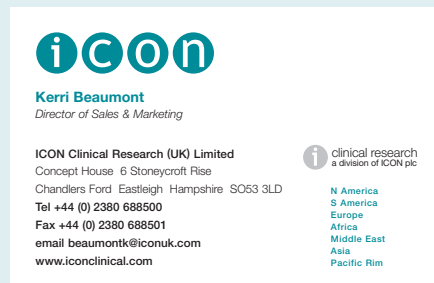 icon
Kerri Beaumont
Director of Sales & Marketing
ICON Clinical Research (UK) Limited
Concept House 6 Stoneycroft Rise
Chandlers Ford Eastleigh Hampshire SO53 3LD
Tel +44 (0) 2380 688500
Fax +44 (0) 2380 688501
email beaumontk@iconuk.com
www.iconclinical.com
i clinical research
a division of ICON plc
N America
S America
Europe
Africa
Middle East
Asia
Pacific Rim